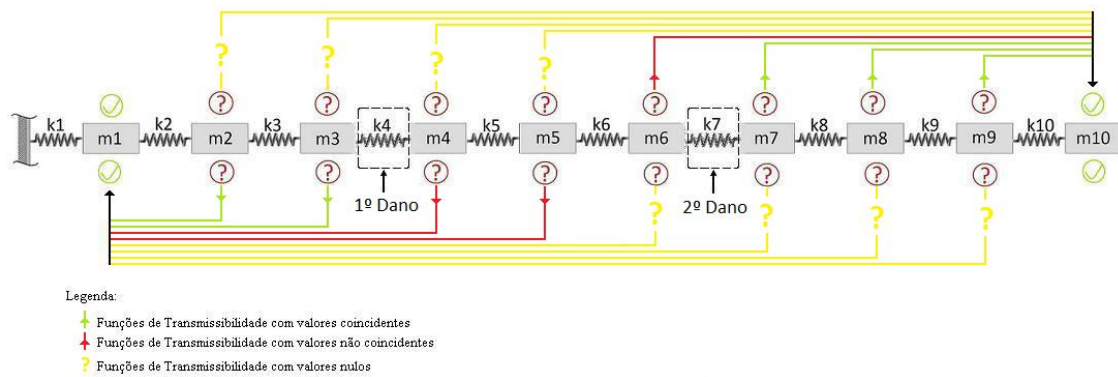 ? ? ? ?
? ? ? ? ? ? ? ?
k1 m1 k2 m2 k3 m3 k4 m4 k5 m5 k6 m6 k7 m7 k8 m8 k9 m9 k10 m10
? ? ? ? ? ? ? ?
1º Dano 2º Dano
? ? ? ?
Legenda:
Funções de Transmissibilidade com valores coincidentes
Funções de Transmissibilidade com valores não coincidentes
? Funções de Transmissibilidade com valores nulos